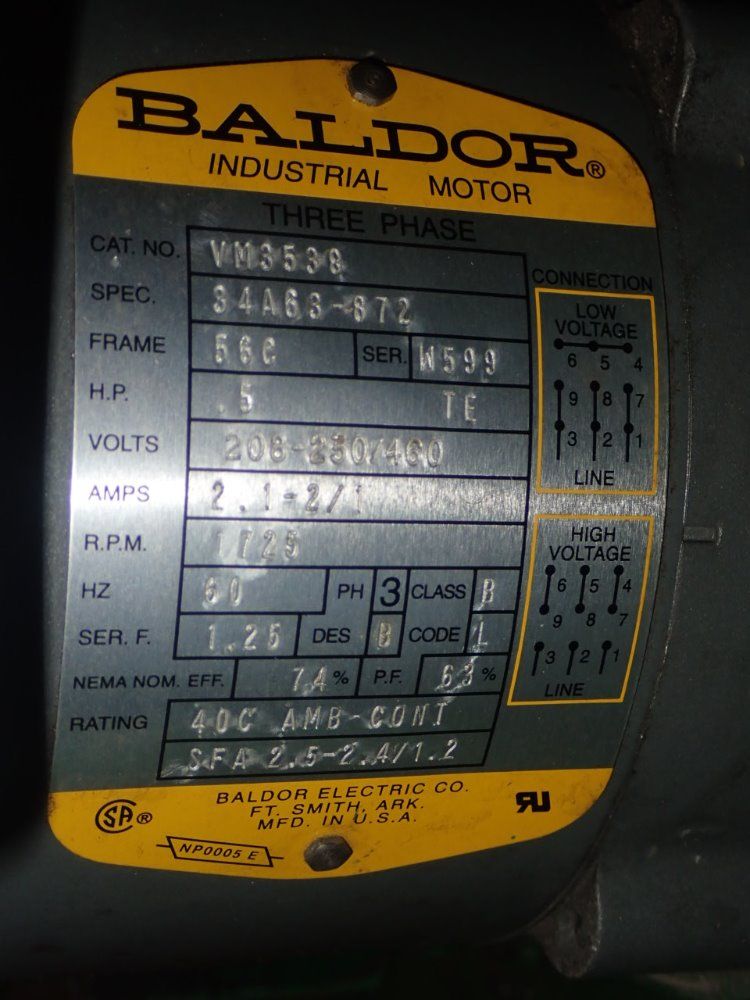 BALDOR®
INDUSTRIAL MOTOR
THREE PHASE
CAT. NO. VM3538
SPEC. 34A63-872
FRAME 56C SER. W599
H.P. .5 TE
VOLTS 208-230/460
AMPS 2.1-2/1
R.P.M. 1725
HZ 60 PH 3 CLASS B
SER. F. 1.25 DES B CODE L
NEMA NOM. EFF. 74 % P.F. 63 %
RATING 40C AMB-CONT
SFA 2.5-2.4/1.2
CONNECTION
LOW
VOLTAGE
6 5 4
9 8 7
3 2 1
LINE
HIGH
VOLTAGE
6 5 4
9 8 7
3 2 1
LINE
SA®
BALDOR ELECTRIC CO.
FT. SMITH, ARK.
MFD. IN U.S.A.
RU
NP0005 E